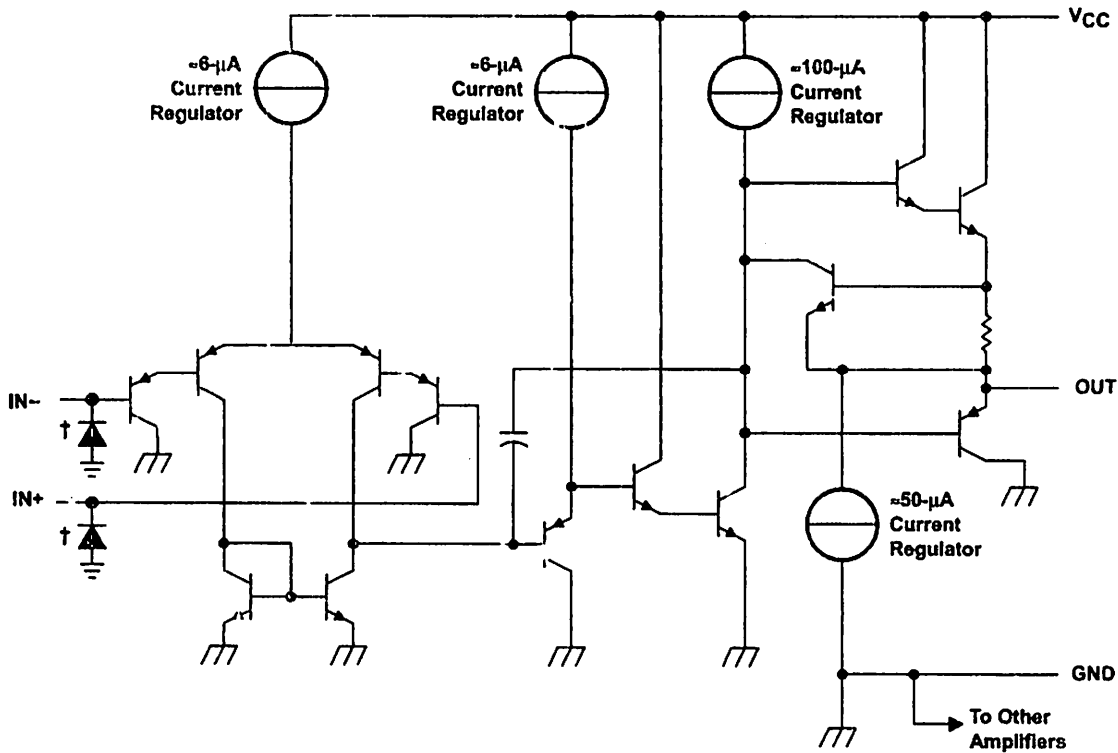 VCC
≈6-μA
Current
Regulator
≈6-μA
Current
Regulator
≈100-μA
Current
Regulator
IN−
†
IN+
†
OUT
≈50-μA
Current
Regulator
GND
To Other
Amplifiers